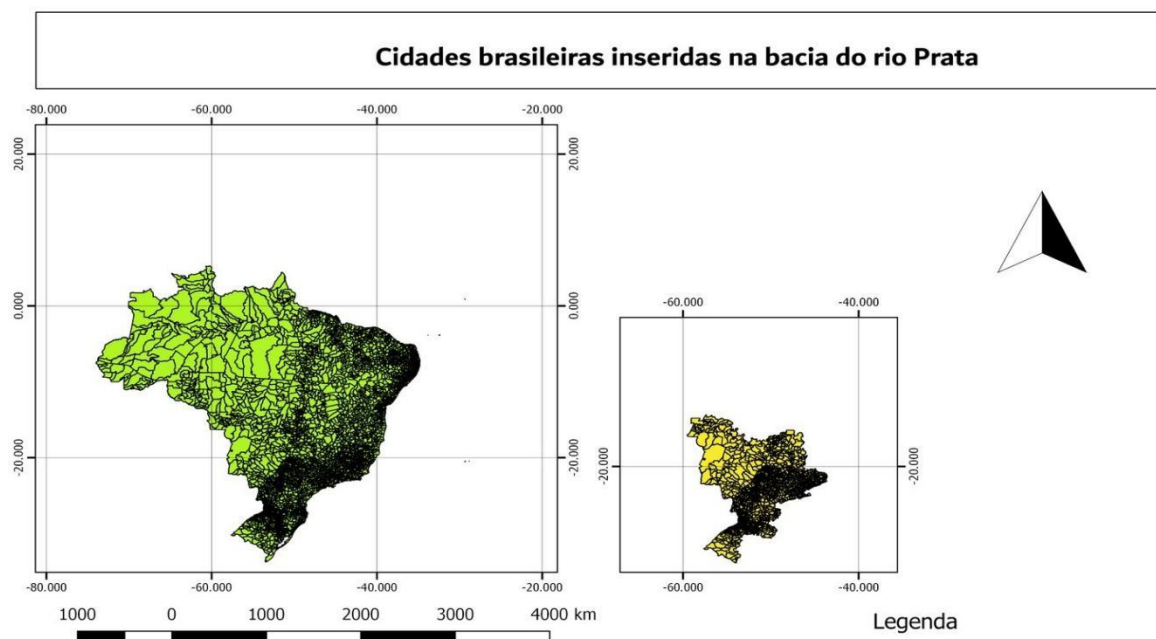 Cidades brasileiras inseridas na bacia do rio Prata
-80.000 -60.000 -40.000 -20.000
20.000 20.000
0.000 0.000
-60.000 -40.000
-20.000 -20.000
-20.000 -20.000
-80.000 -60.000 -40.000 -20.000
-60.000 -40.000
1000 0 1000 2000 3000 4000 km
Legenda